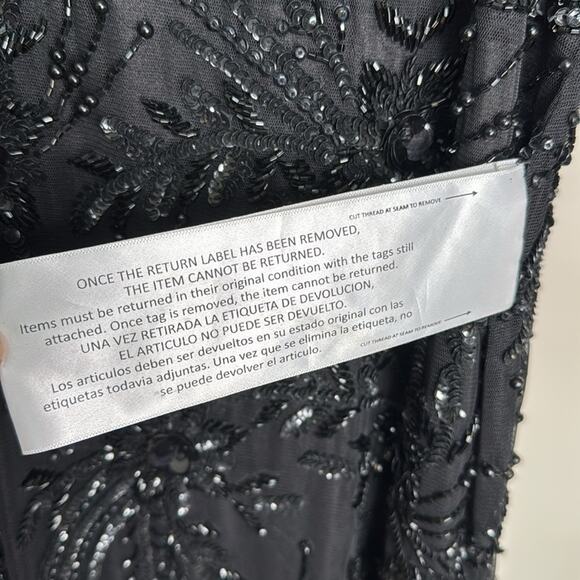 CUT THREAD AT SEAM TO REMOVE
ONCE THE RETURN LABEL HAS BEEN REMOVED,
THE ITEM CANNOT BE RETURNED.
Items must be returned in their original condition with the tags still
attached. Once tag is removed, the item cannot be returned.
UNA VEZ RETIRADA LA ETIQUETA DE DEVOLUCION,
EL ARTICULO NO PUEDE SER DEVUELTO.
Los articulos deben ser devueltos en su estado original con las
etiquetas todavia adjuntas. Una vez que se elimina la etiqueta, no
se puede devolver el articulo.
CUT THREAD AT SEAM TO REMOVE